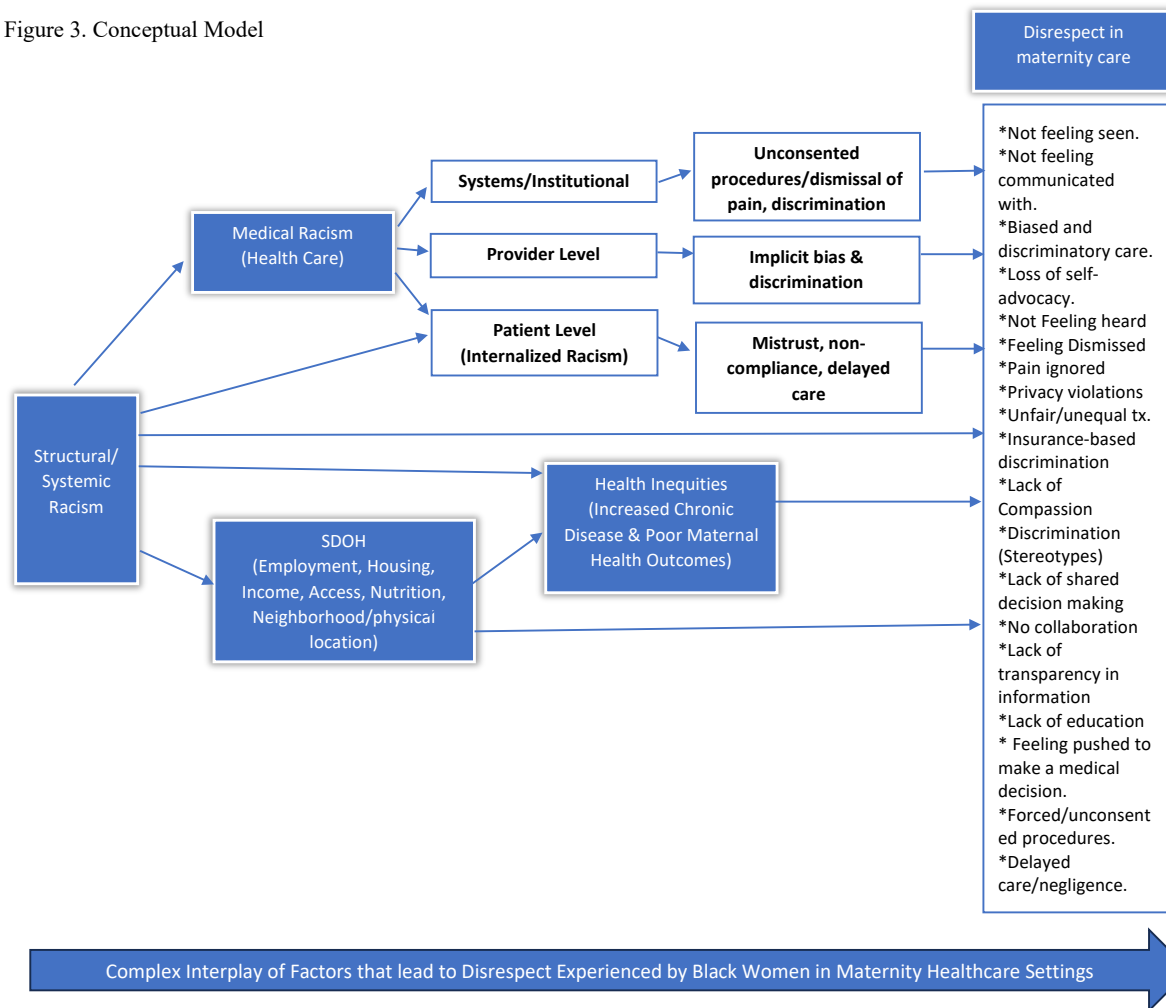 Figure 3. Conceptual Model
Disrespect in
maternity care
Systems/Institutional
Unconsented
procedures/dismissal of
pain, discrimination
Medical Racism
(Health Care)
Provider Level
Implicit bias &
discrimination
Patient Level
(Internalized Racism)
Mistrust, non-
compliance, delayed
care
Structural/
Systemic
Racism
Health Inequities
(Increased Chronic
Disease & Poor Maternal
Health Outcomes)
SDOH
(Employment, Housing,
Income, Access, Nutrition,
Neighborhood/physical
location)
*Not feeling seen.
*Not feeling
communicated
with.
*Biased and
discriminatory care.
*Loss of self-
advocacy.
*Not Feeling heard
*Feeling Dismissed
*Pain ignored
*Privacy violations
*Unfair/unequal tx.
*Insurance-based
discrimination
*Lack of
Compassion
*Discrimination
(Stereotypes)
*Lack of shared
decision making
*No collaboration
*Lack of
transparency in
information
*Lack of education
* Feeling pushed to
make a medical
decision.
*Forced/unconsent
ed procedures.
*Delayed
care/negligence.
Complex Interplay of Factors that lead to Disrespect Experienced by Black Women in Maternity Healthcare Settings